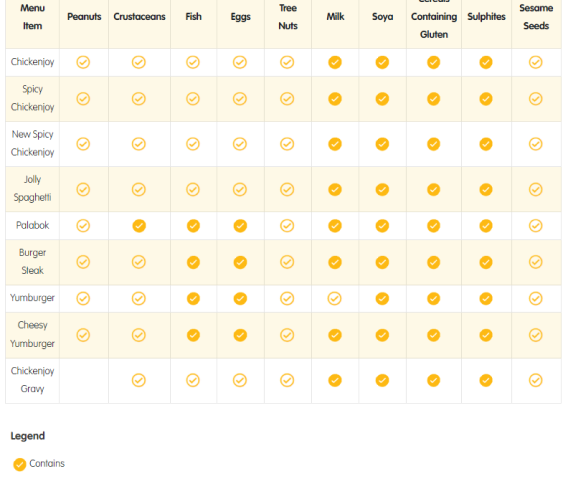 Menu Item Peanuts Crustaceans Fish Eggs Tree Nuts Milk Soya Cereals Containing Gluten Sulphites Sesame Seeds
Chickenjoy
Spicy
Chickenjoy
New Spicy
Chickenjoy
Jolly
Spaghetti
Palabok
Burger
Steak
Yumburger
Cheesy
Yumburger
Chickenjoy
Gravy
Legend
Contains